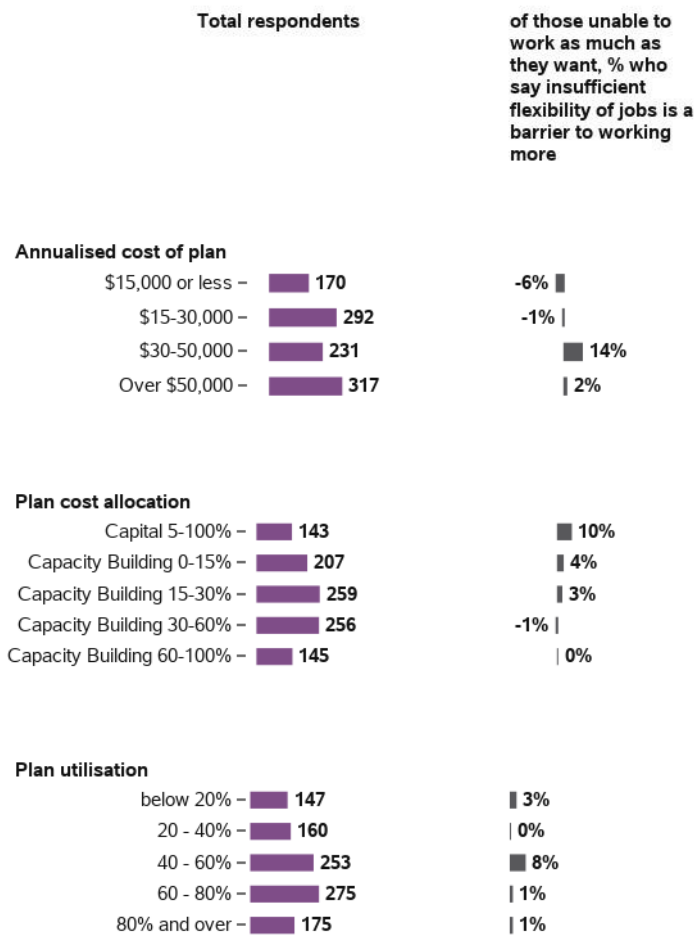 Total respondents
of those unable to
work as much as
they want, % who
say insufficient
flexibility of jobs is a
barrier to working
more
Annualised cost of plan
$15,000 or less 170 -6%
$15-30,000 292 -1%
$30-50,000 231 14%
Over $50,000 317 2%
Plan cost allocation
Capital 5-100% 143 10%
Capacity Building 0-15% 207 4%
Capacity Building 15-30% 259 3%
Capacity Building 30-60% 256 -1%
Capacity Building 60-100% 145 0%
Plan utilisation
below 20% 147 3%
20 - 40% 160 0%
40 - 60% 253 8%
60 - 80% 275 1%
80% and over 175 1%